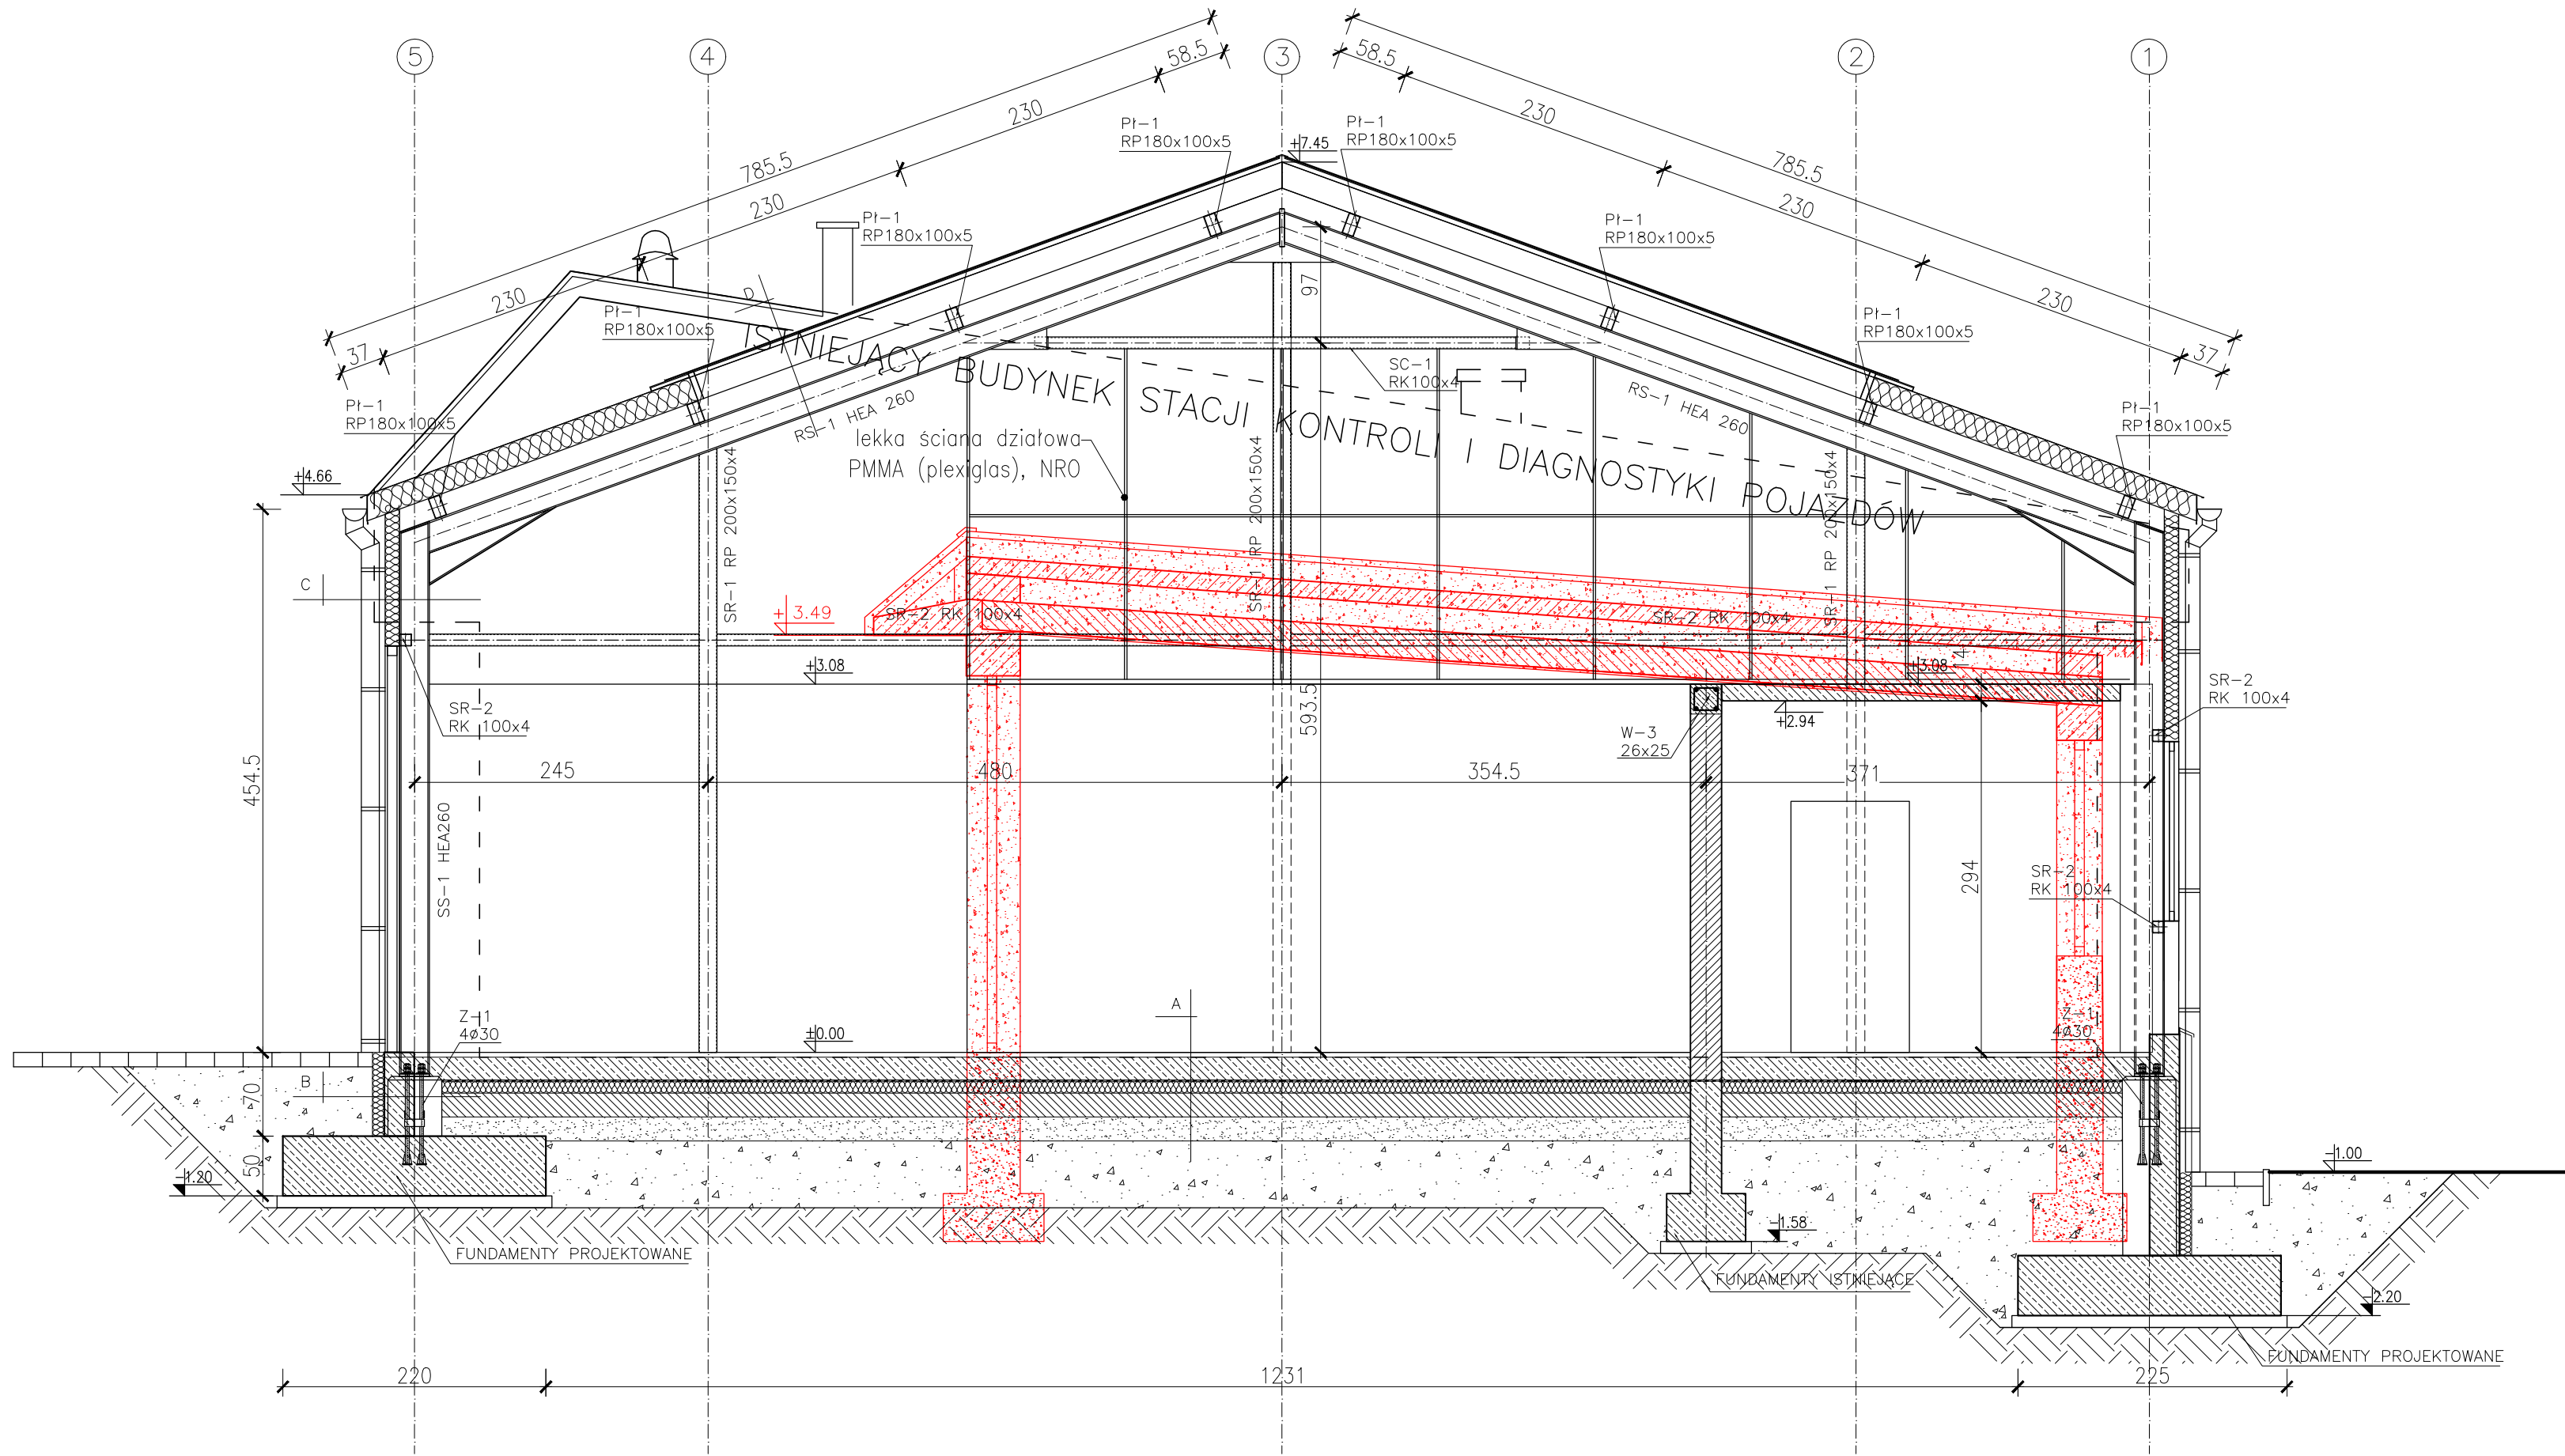 5
4
3
2
1
58.5
58.5
230
230
785.5
785.5
230
230
230
230
37
37
Pł-1
RP180x100x5
Pł-1
RP180x100x5
+7.45
Pł-1
RP180x100x5
Pł-1
RP180x100x5
Pł-1
RP180x100x5
Pł-1
RP180x100x5
Pł-1
RP180x100x5
Pł-1
RP180x100x5
D
97
ISTNIEJĄCY BUDYNEK STACJI KONTROLI I DIAGNOSTYKI POJAZDÓW
SC-1
RK100x4
RS-1 HEA 260
RS-1 HEA 260
lekka ściana działowa
PMMA (plexiglas), NRO
+4.66
SR-1 RP 200x150x4
SR-1 RP 200x150x4
SR-1 RP 200x150x4
C
+3.49
SR-2 RK 100x4
SR-2 RK 100x4
+3.08
+3.08
14
SR-2
RK 100x4
SR-2
RK 100x4
593.5
+2.94
W-3
26x25
454.5
245
480
354.5
371
SS-1 HEA260
294
SR-2
RK 100x4
A
Z-1
4ø30
±0.00
Z-1
4ø30
B
70
50
-1.20
-1.00
-1.58
FUNDAMENTY PROJEKTOWANE
FUNDAMENTY ISTNIEJĄCE
-2.20
FUNDAMENTY PROJEKTOWANE
220
1231
225